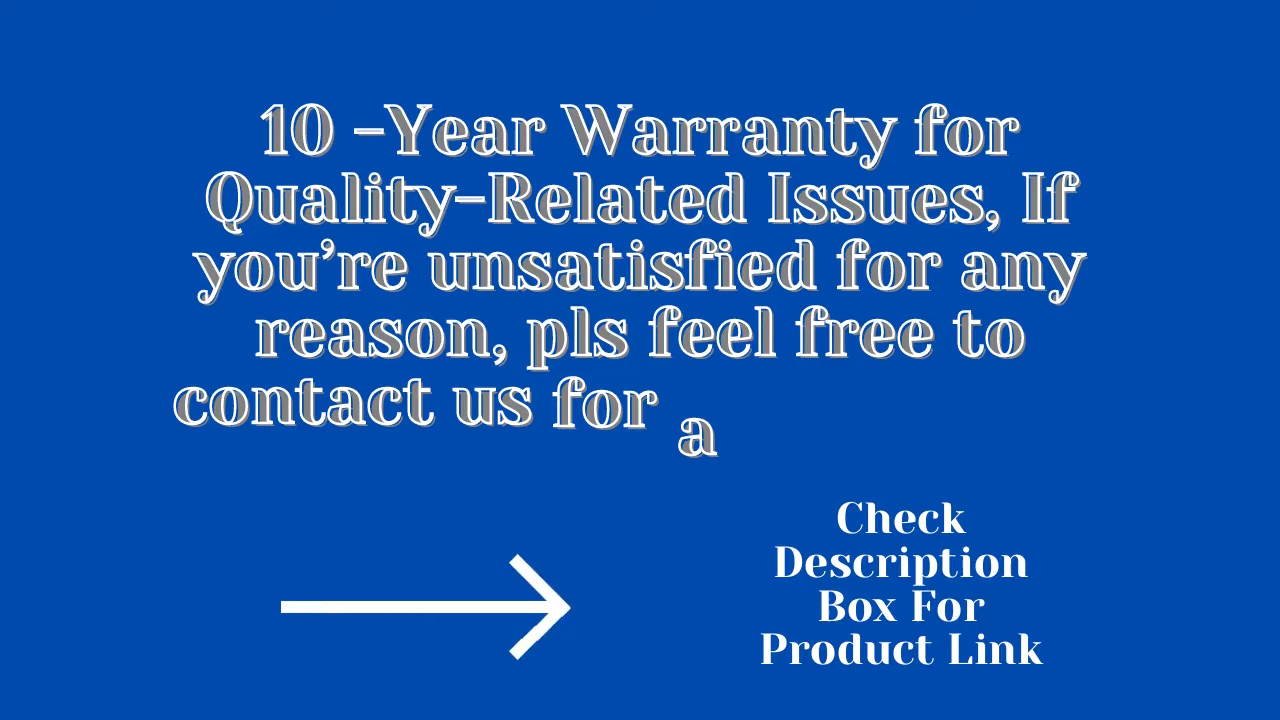 10 -Year Warranty for
Quality-Related Issues, If
you're unsatisfied for any
reason, pls feel free to
contact us for a
Check
Description
Box For
Product Link